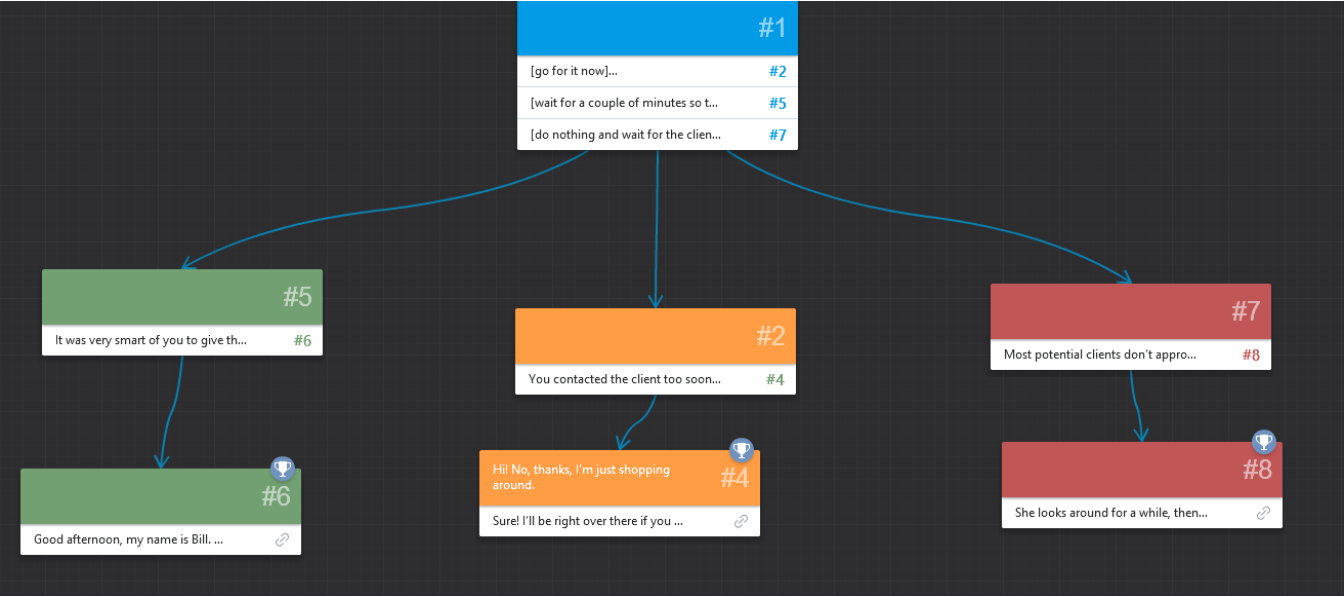 #1
[go for it now]... #2
[wait for a couple of minutes so t... #5
[do nothing and wait for the clien... #7
#5
It was very smart of you to give th... #6
#2
You contacted the client too soon... #4
#7
Most potential clients don't appro... #8
#6
Good afternoon, my name is Bill. ...
Hi! No, thanks, I'm just shopping
around.
#4
Sure! I'll be right over there if you ...
#8
She looks around for a while, then...